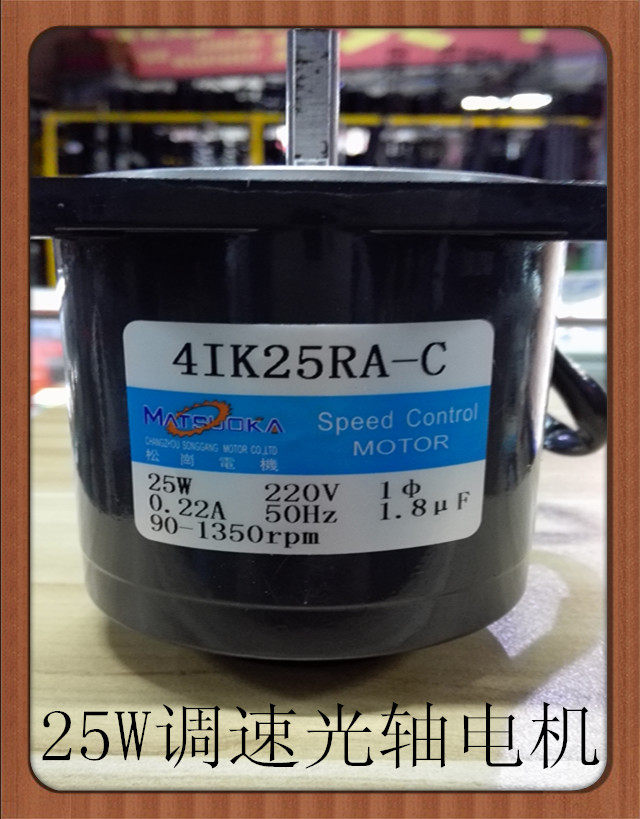 4IK25RA-C
MATSUOKA
CHANGZHOU SONGGANG MOTOR CO.,LTD
松崗電機
Speed Control
MOTOR
25W 220V 1Φ
0.22A 50Hz 1.8μF
90-1350rpm
25W调速光轴电机